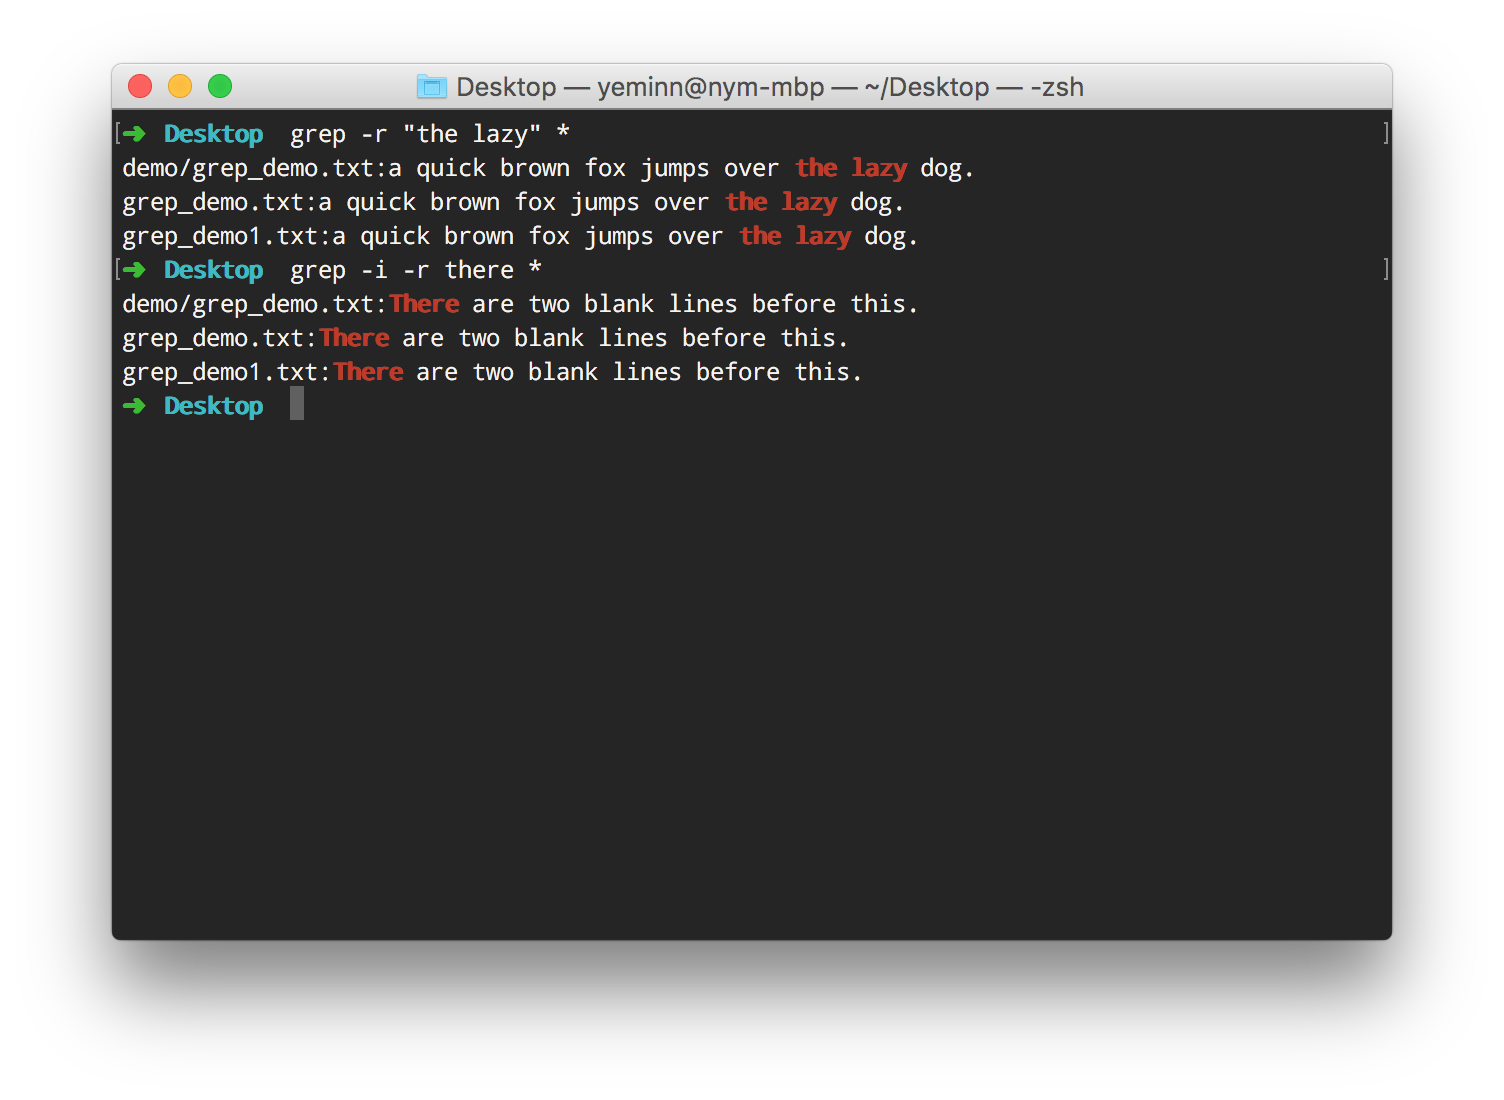 Desktop — yeminn@nym-mbp — ~/Desktop — -zsh
[➜ Desktop grep -r "the lazy" * ]
demo/grep_demo.txt:a quick brown fox jumps over the lazy dog.
grep_demo.txt:a quick brown fox jumps over the lazy dog.
grep_demo1.txt:a quick brown fox jumps over the lazy dog.
[➜ Desktop grep -i -r there * ]
demo/grep_demo.txt:There are two blank lines before this.
grep_demo.txt:There are two blank lines before this.
grep_demo1.txt:There are two blank lines before this.
➜ Desktop